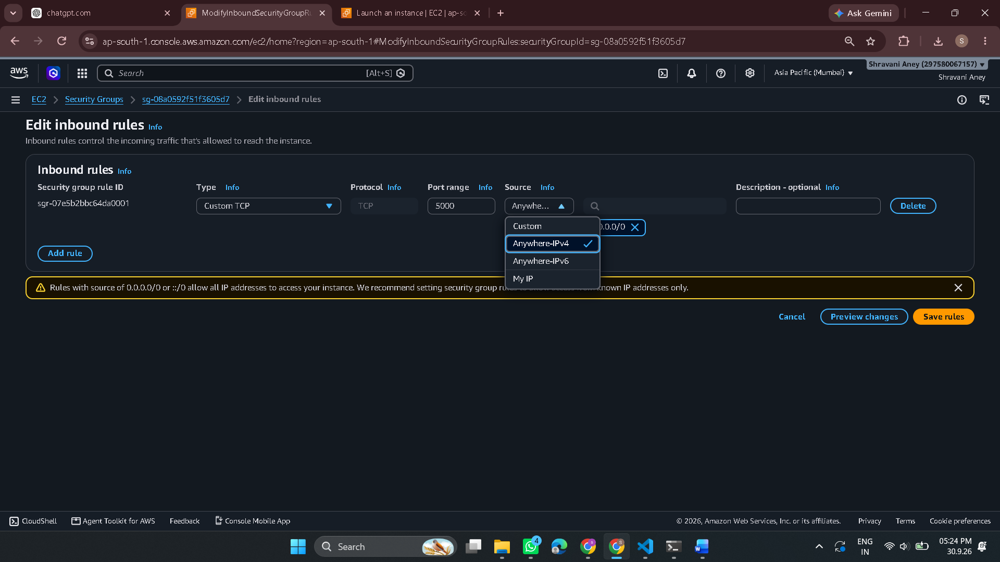 chatgpt.com
ModifyInboundSecurityGroupRu
Launch an instance | EC2 | ap-so
Ask Gemini
ap-south-1.console.aws.amazon.com/ec2/home?region=ap-south-1#ModifyInboundSecurityGroupRules:securityGroupId=sg-08a0592f51f3605d7
S
aws
Search
[Alt+S]
Asia Pacific (Mumbai)
Shravani Aney (297580067157)
Shravani Aney
EC2
Security Groups
sg-08a0592f51f3605d7
Edit inbound rules
Edit inbound rules Info
Inbound rules control the incoming traffic that's allowed to reach the instance.
Inbound rules Info
Security group rule ID
Type Info
Protocol Info
Port range Info
Source Info
Description - optional Info
sgr-07e5b2bbc64da0001
Custom TCP
TCP
5000
Anywhe...
Delete
Custom
Anywhere-IPv4
Anywhere-IPv6
My IP
0.0.0/0
Add rule
Rules with source of 0.0.0.0/0 or ::/0 allow all IP addresses to access your instance. We recommend setting security group known IP addresses only.
Cancel
Preview changes
Save rules
CloudShell
Agent Toolkit for AWS
Feedback
Console Mobile App
© 2026, Amazon Web Services, Inc. or its affiliates.
Privacy
Terms
Cookie preferences
Search
4
ENG
IN
05:24 PM
30.9.26